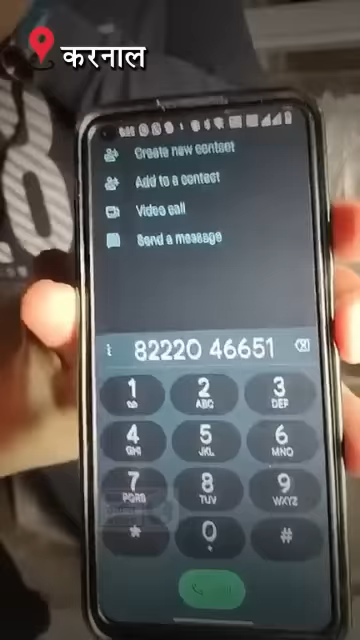 करनाल
Create new contact
Add to a contact
Video call
Send a message
82220 46651
1
2 ABC
3 DEF
4 GHI
5 JKL
6 MNO
7 PQRS
8 TUV
9 WXYZ
* 0 #
+